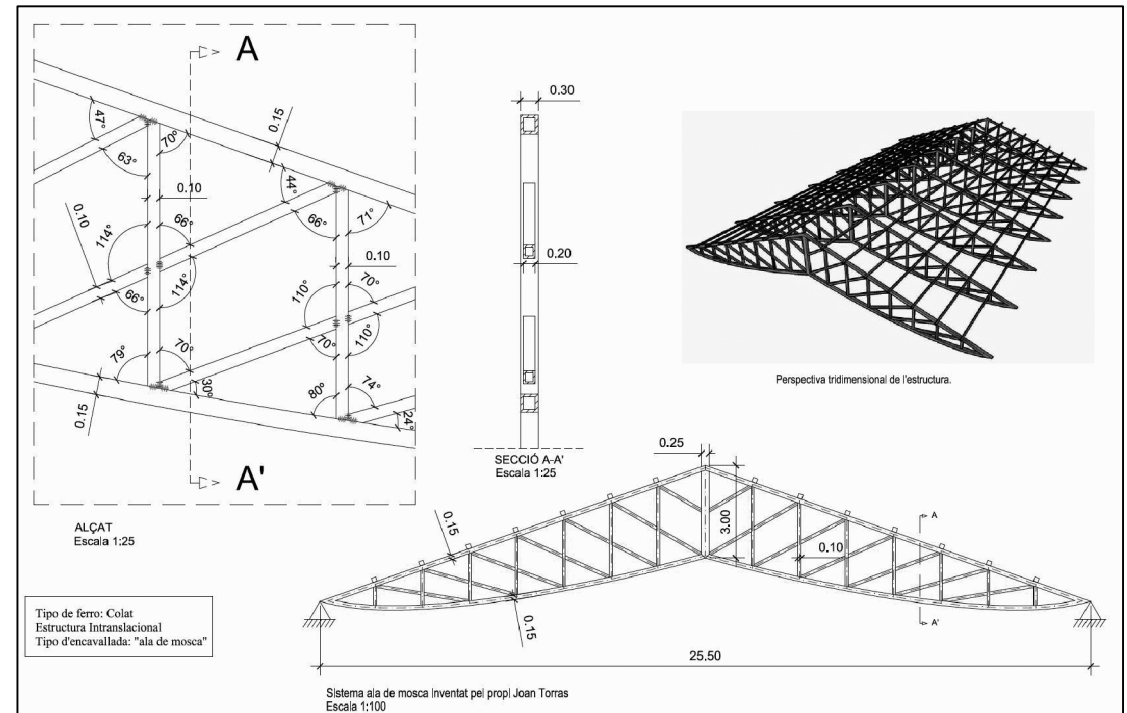 A
47°
63°
70°
0.15
0.10
44°
66°
71°
0.10
114°
66°
0.10
66°
114°
110°
70°
70°
110°
79°
70°
30°
80°
74°
24°
0.15
A'
ALÇAT
Escala 1:25
0.30
0.20
SECCIÓ A-A'
Escala 1:25
Perspectiva tridimensional de l'estructura.
0.25
0.15
3.00
0.10
A
A'
0.15
25.50
Tipo de ferro: Colat
Estructura Intranslacional
Tipo d'encavallada: "ala de mosca"
Sistema ala de mosca inventat pel propi Joan Torras
Escala 1:100